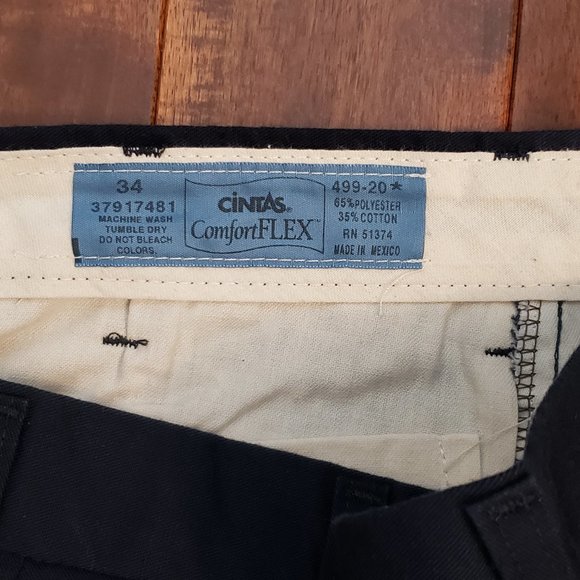 34
37917481
MACHINE WASH
TUMBLE DRY
DO NOT BLEACH
COLORS.
CiNTAS®
ComfortFLEX™
499-20*
65% POLYESTER
35% COTTON
RN 51374
MADE IN MEXICO